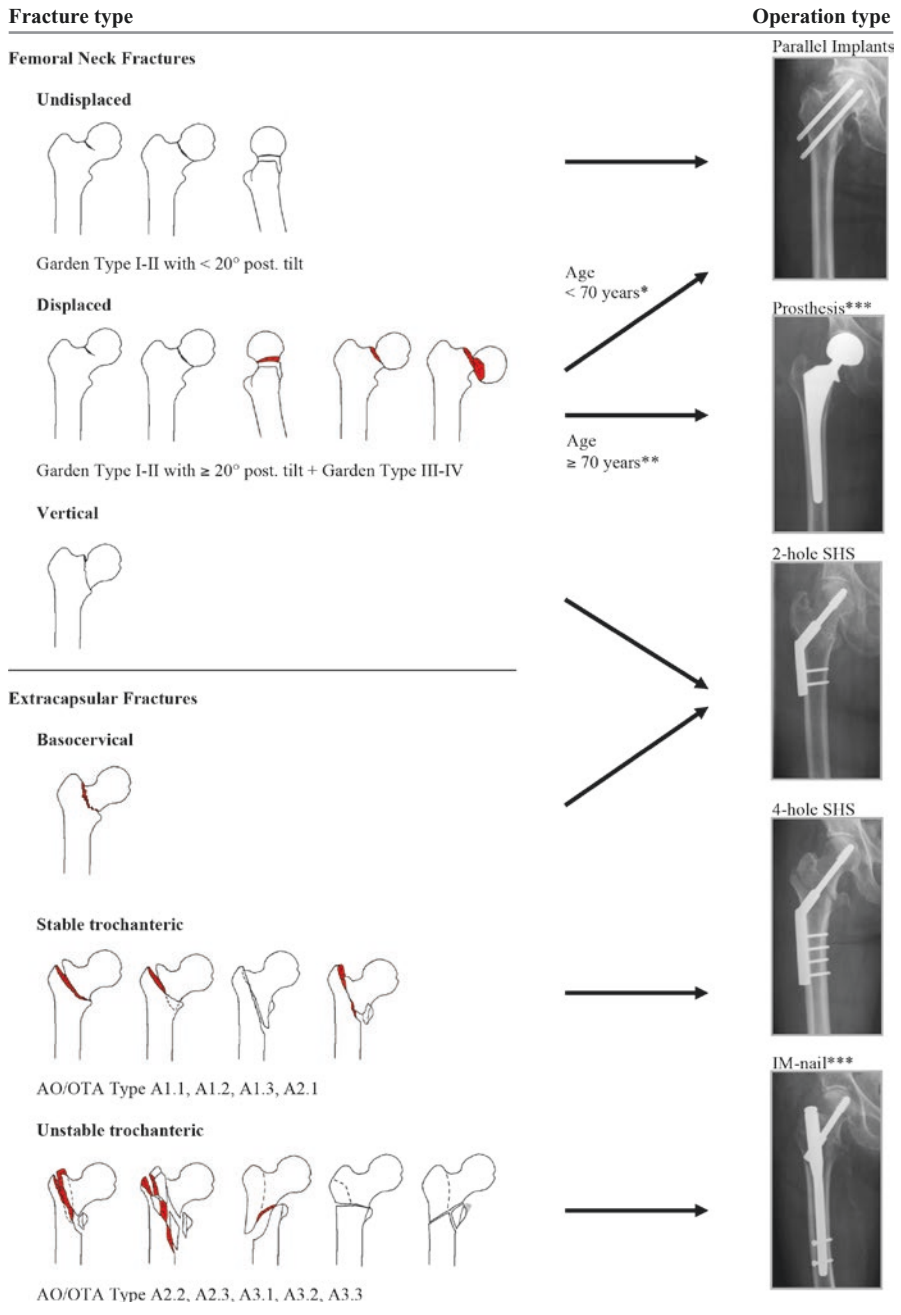 Fracture type
Operation type
Femoral Neck Fractures
Parallel Implants
Undisplaced
Garden Type I-II with < 20° post. tilt
Age
< 70 years*
Displaced
Prosthesis***
Garden Type I-II with ≥ 20° post. tilt + Garden Type III-IV
Age
≥ 70 years**
Vertical
2-hole SHS
Extracapsular Fractures
Basocervical
4-hole SHS
Stable trochanteric
AO/OTA Type A1.1, A1.2, A1.3, A2.1
IM-nail***
Unstable trochanteric
AO/OTA Type A2.2, A2.3, A3.1, A3.2, A3.3